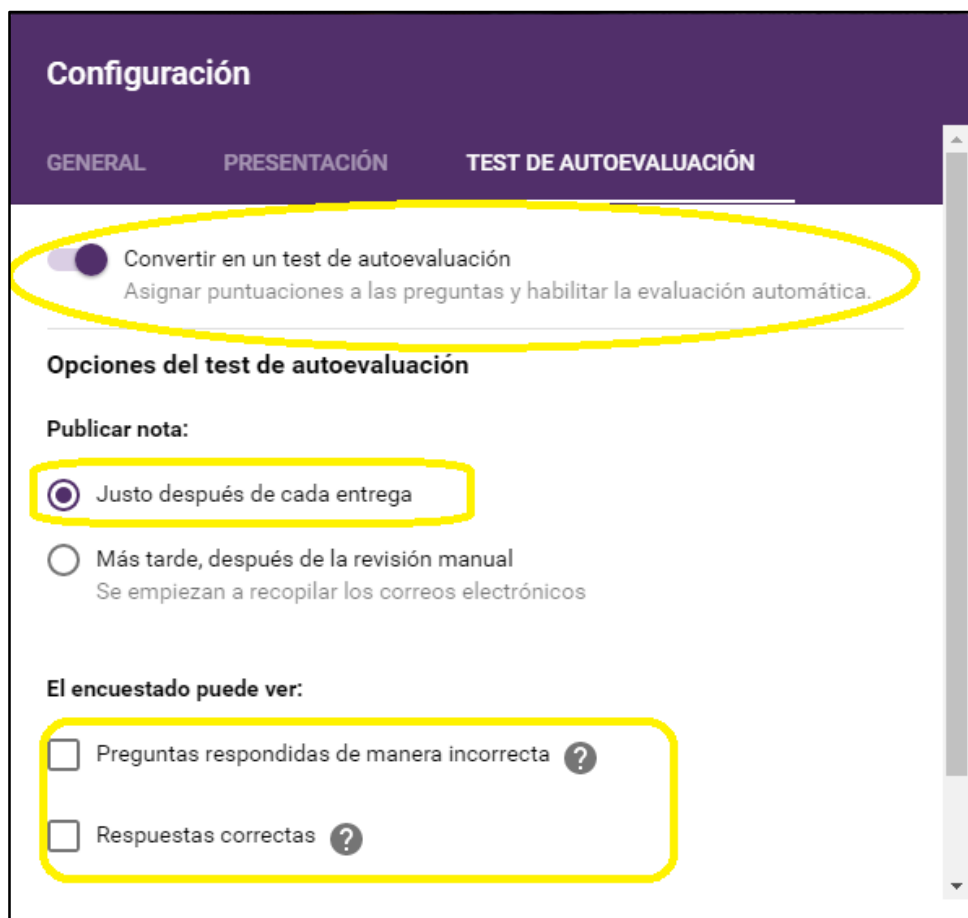 Configuración
GENERAL PRESENTACIÓN TEST DE AUTOEVALUACIÓN
Convertir en un test de autoevaluación
Asignar puntuaciones a las preguntas y habilitar la evaluación automática.
Opciones del test de autoevaluación
Publicar nota:
Justo después de cada entrega
Más tarde, después de la revisión manual
Se empiezan a recopilar los correos electrónicos
El encuestado puede ver:
Preguntas respondidas de manera incorrecta ?
Respuestas correctas ?